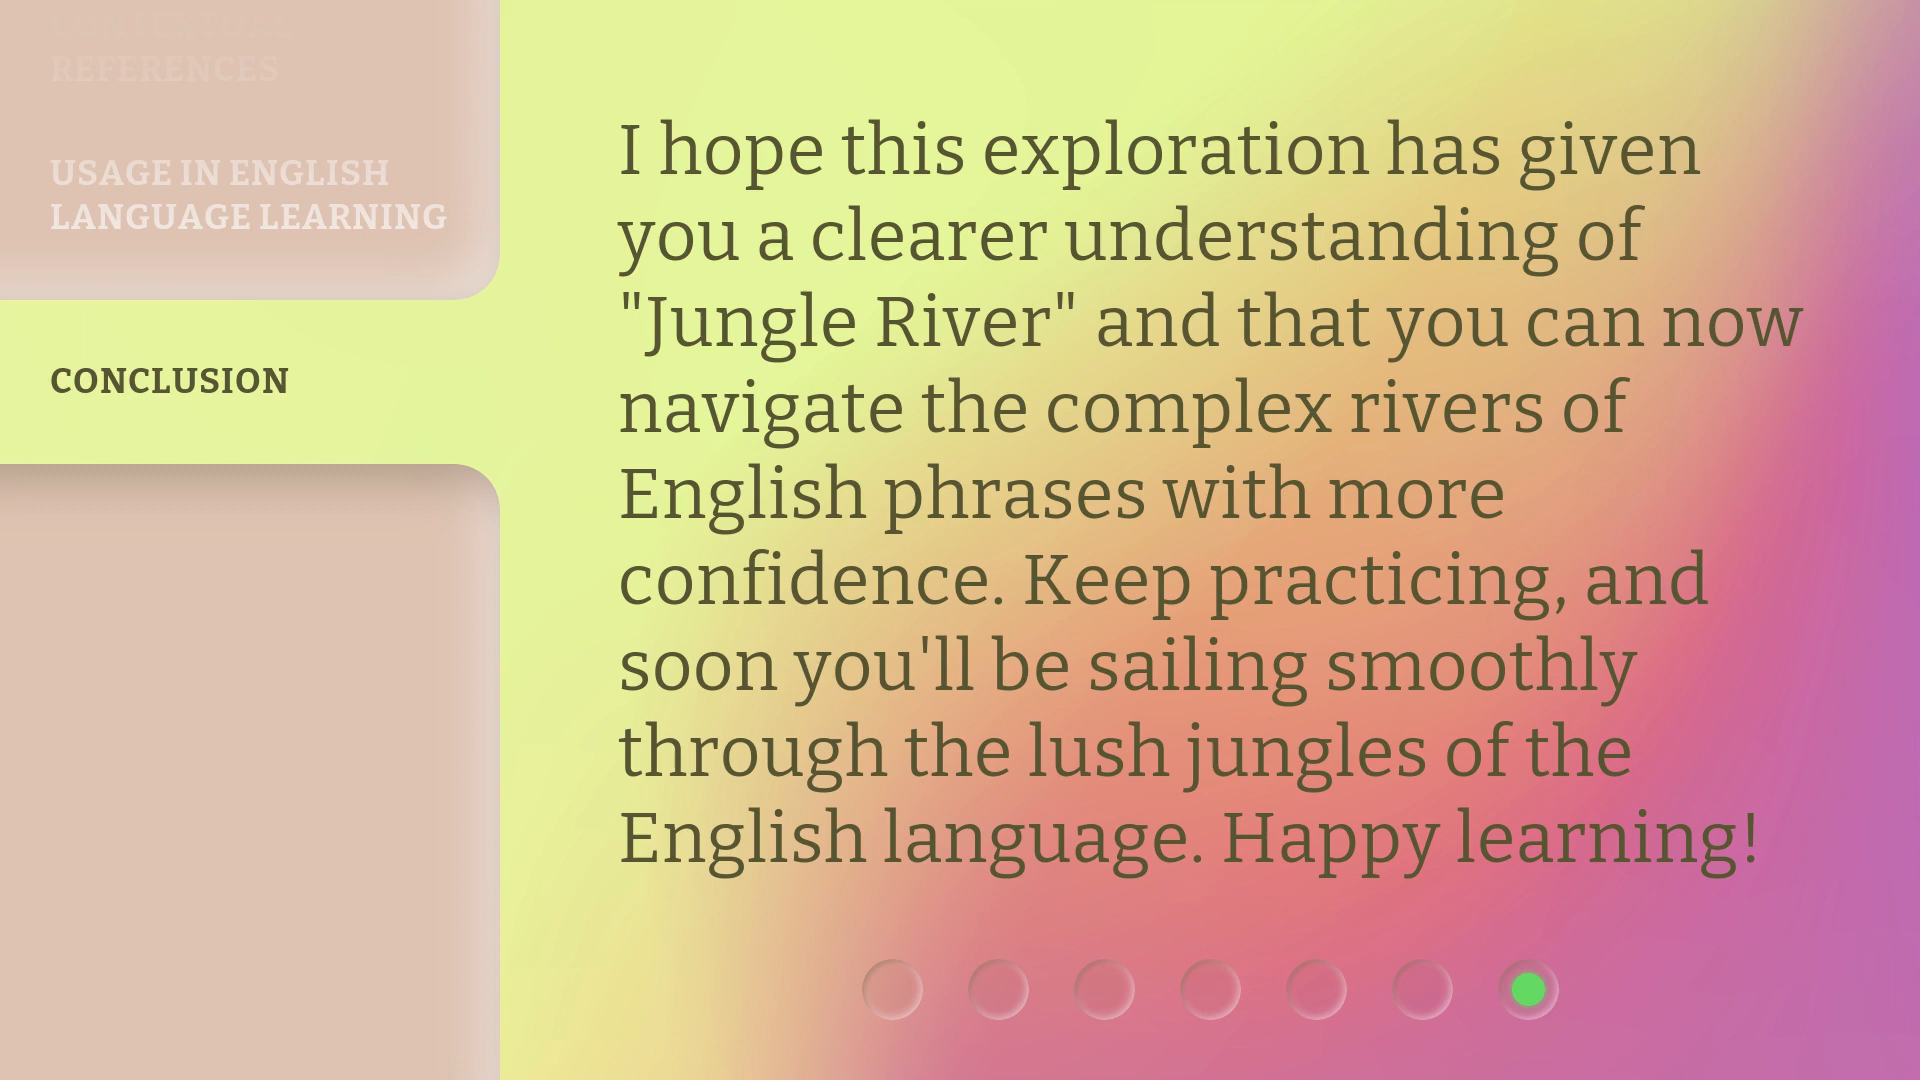 REFERENCES
USAGE IN ENGLISH
LANGUAGE LEARNING
CONCLUSION
I hope this exploration has given
you a clearer understanding of
"Jungle River" and that you can now
navigate the complex rivers of
English phrases with more
confidence. Keep practicing, and
soon you'll be sailing smoothly
through the lush jungles of the
English language. Happy learning!